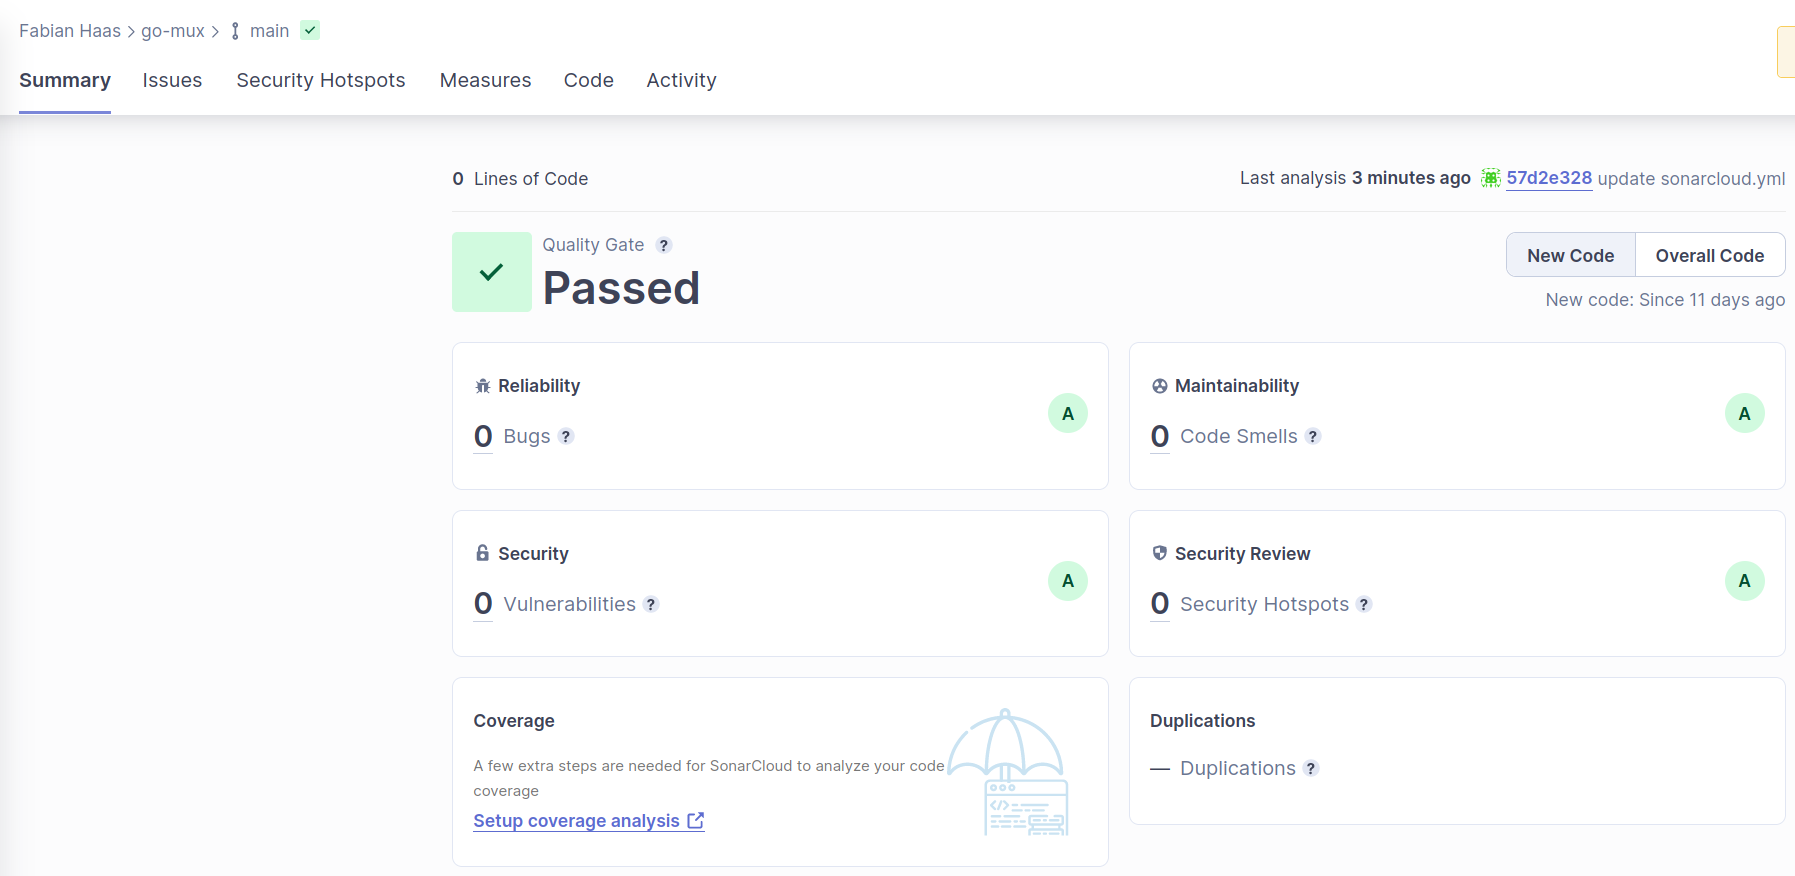 Fabian Haas > go-mux > main
Summary Issues Security Hotspots Measures Code Activity
0 Lines of Code
Last analysis 3 minutes ago 57d2e328 update sonarcloud.yml
Quality Gate ?
Passed
New Code Overall Code
New code: Since 11 days ago
Reliability
0 Bugs ?
A
Maintainability
0 Code Smells ?
A
Security
0 Vulnerabilities ?
A
Security Review
0 Security Hotspots ?
A
Coverage
A few extra steps are needed for SonarCloud to analyze your code
coverage
Setup coverage analysis
</>
Duplications
— Duplications ?